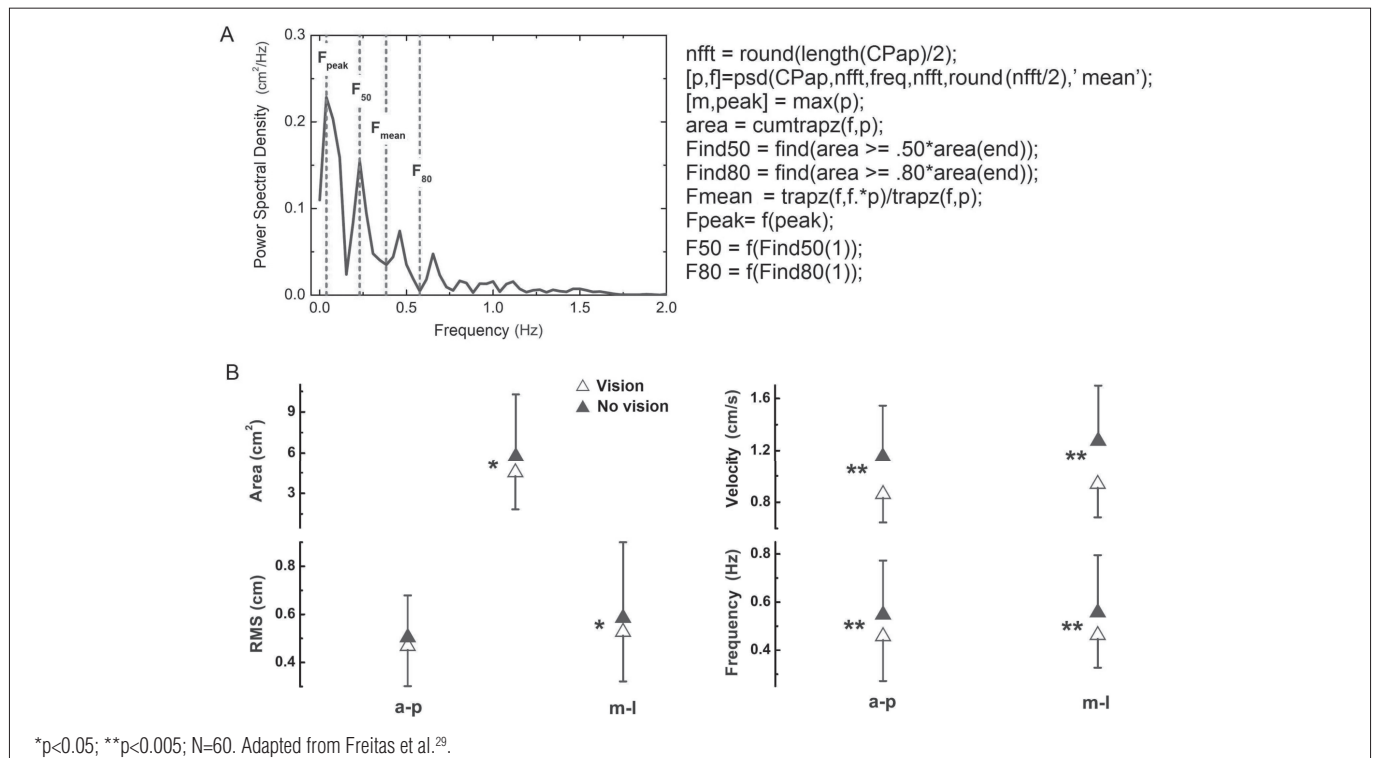 A
Power Spectral Density (cm²/Hz)
0.3
0.2
0.1
0.0
F peak
F 50
F mean
F 80
0.0 0.5 1.0 1.5 2.0
Frequency (Hz)
nfft = round(length(CPap)/2);
[p,f]=psd(CPap,nfft,freq,nfft,round(nfft/2),' mean');
[m,peak] = max(p);
area = cumtrapz(f,p);
Find50 = find(area >= .50*area(end));
Find80 = find(area >= .80*area(end));
Fmean = trapz(f,f.*p)/trapz(f,p);
Fpeak= f(peak);
F50 = f(Find50(1));
F80 = f(Find80(1));
B
△ Vision
▲ No vision
Area (cm²)
9
6
3
*
Velocity (cm/s)
1.6
1.2
0.8
**
**
RMS (cm)
0.8
0.6
0.4
*
a-p m-l
Frequency (Hz)
0.8
0.6
0.4
**
**
a-p m-l
*p<0.05; **p<0.005; N=60. Adapted from Freitas et al.²⁹.